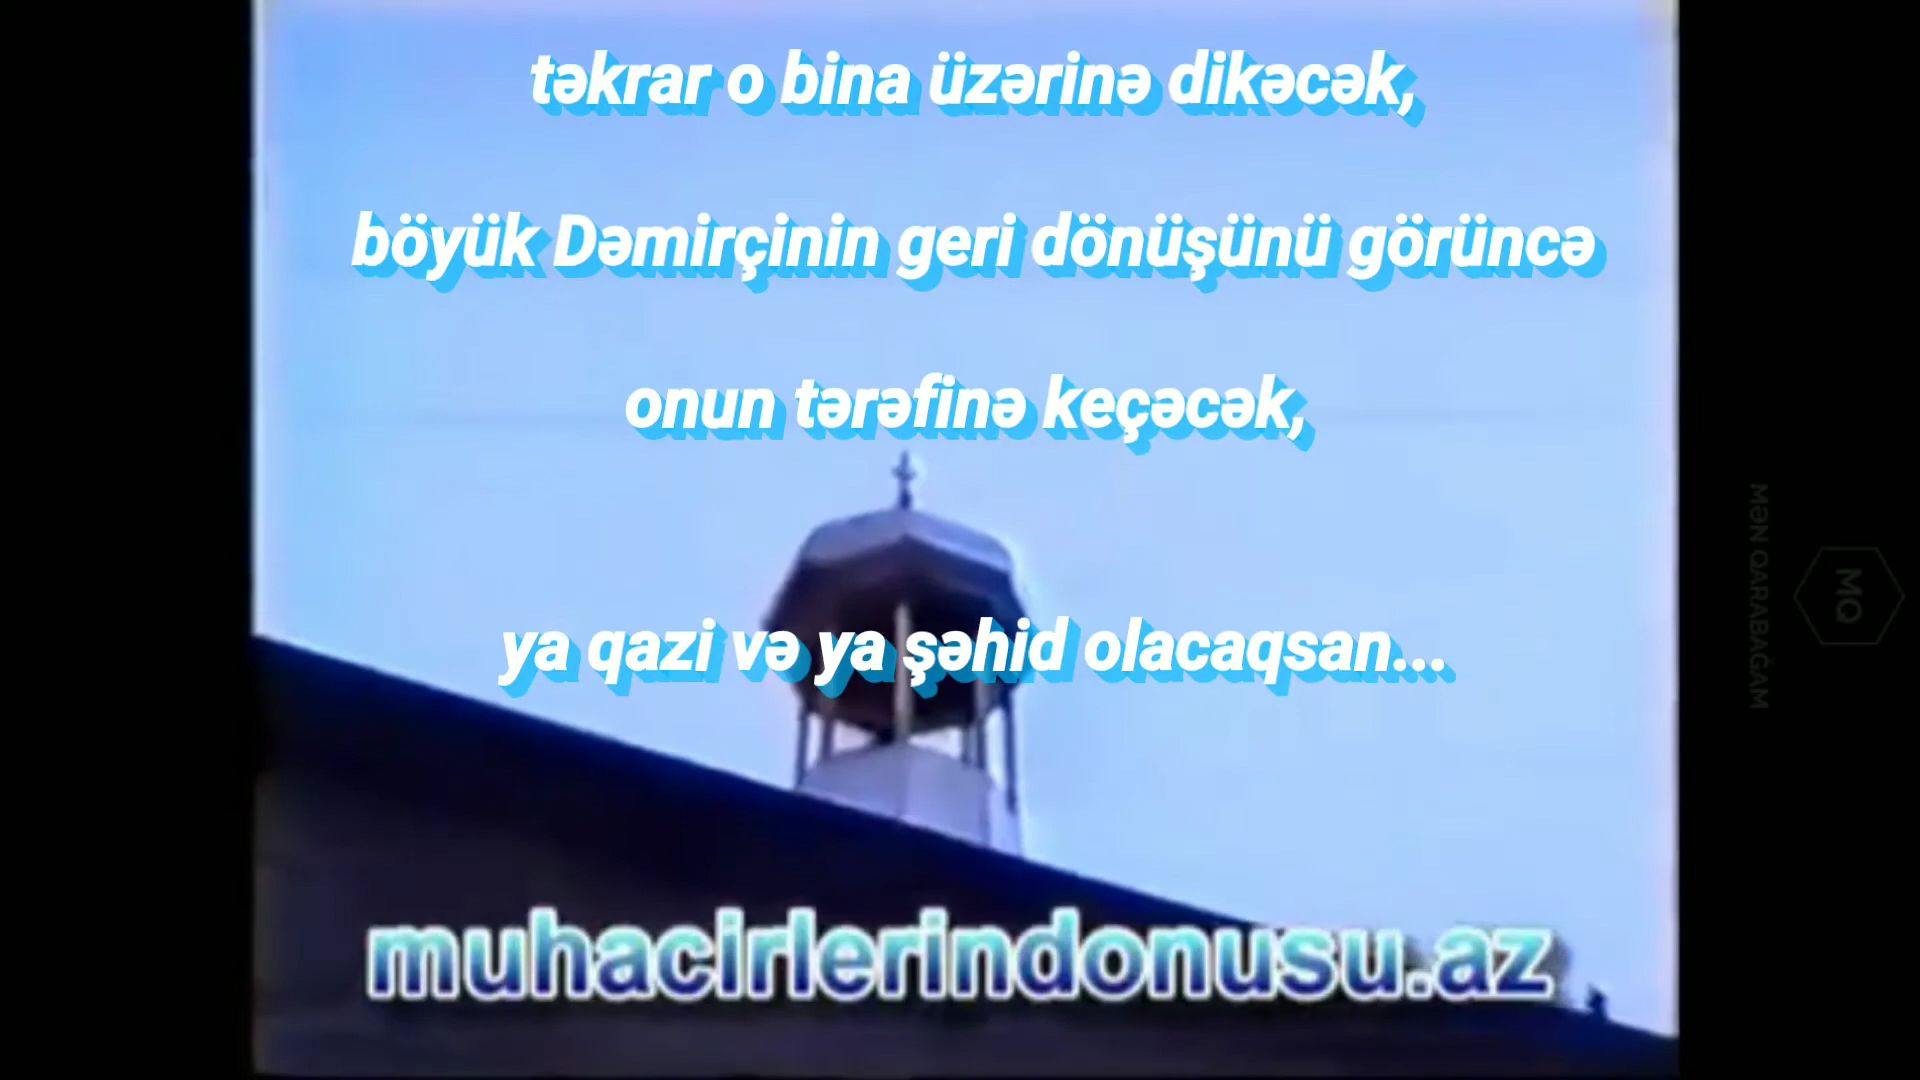 təkrar o bina üzərinə dikəcək,
böyük Dəmirçinin geri dönüşünü görüncə
onun tərəfinə keçəcək,
ya qazi və ya şəhid olacaqsan...
muhacirlerindonusu.az
MƏN QARABAĞAM
MQ